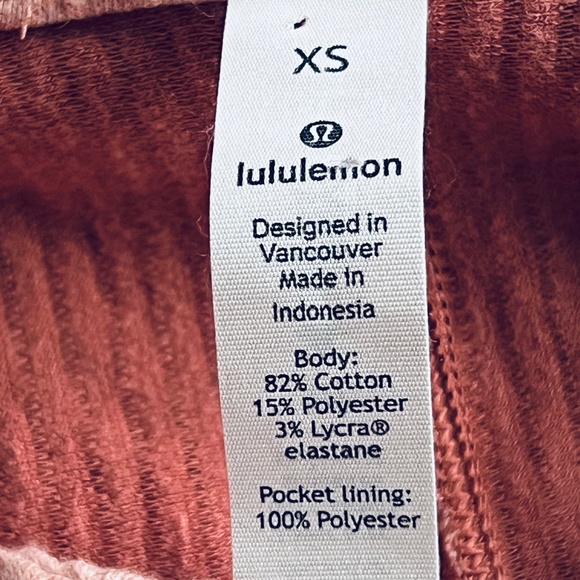 XS
lululemon
Designed in
Vancouver
Made in
Indonesia
Body:
82% Cotton
15% Polyester
3% Lycra®
elastane
Pocket lining:
100% Polyester